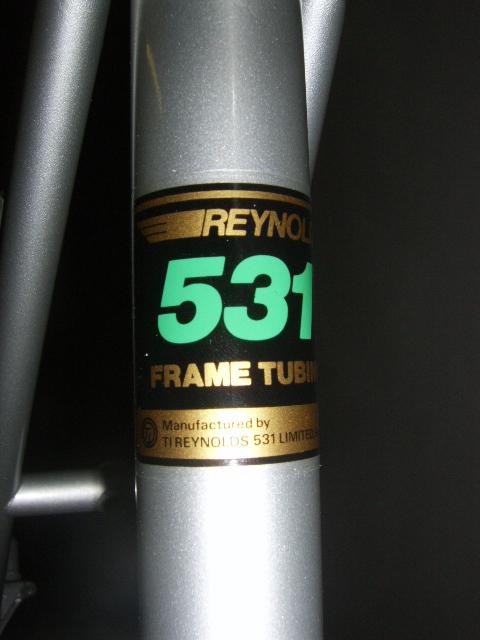 REYNOL
531
FRAME TUBIN
Manufactured by
TI REYNOLDS 531 LIMITED,